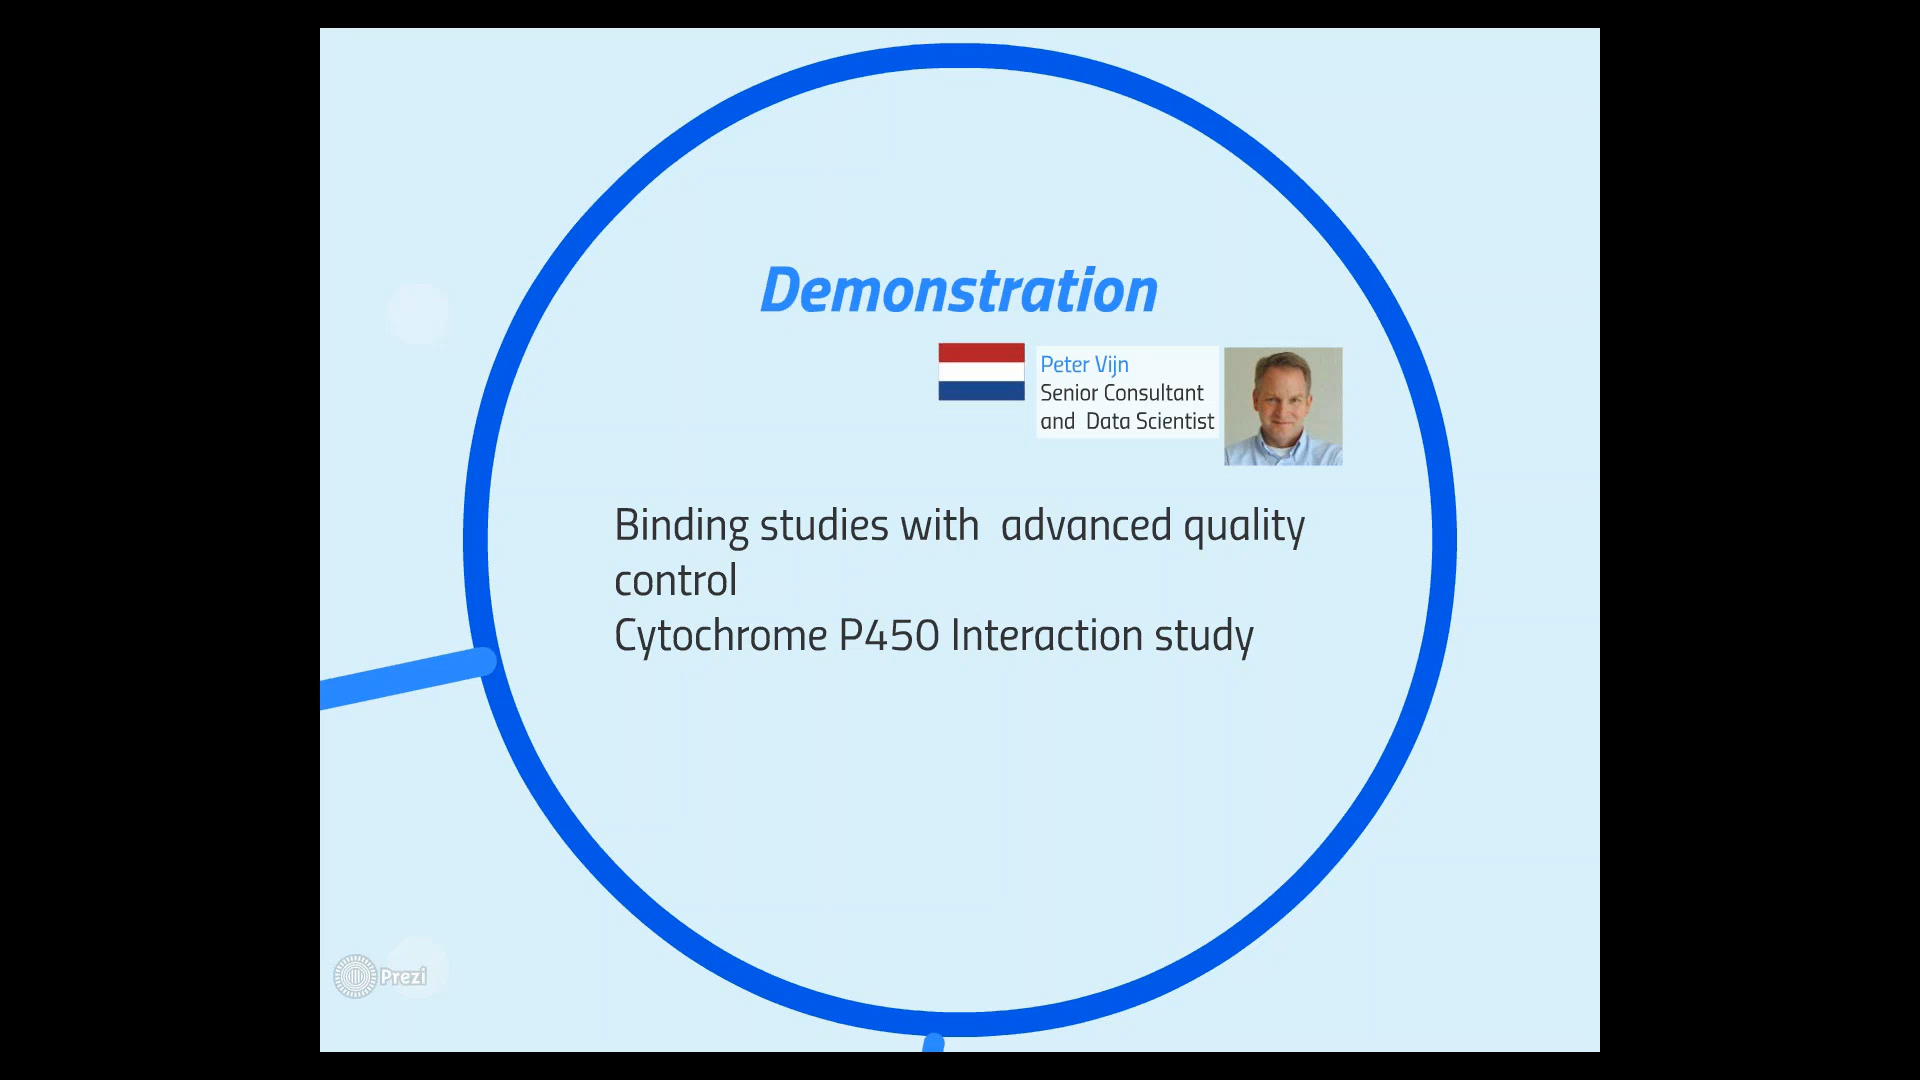 Demonstration
Peter Vijn
Senior Consultant
and Data Scientist
Binding studies with advanced quality
control
Cytochrome P450 Interaction study
Prezi